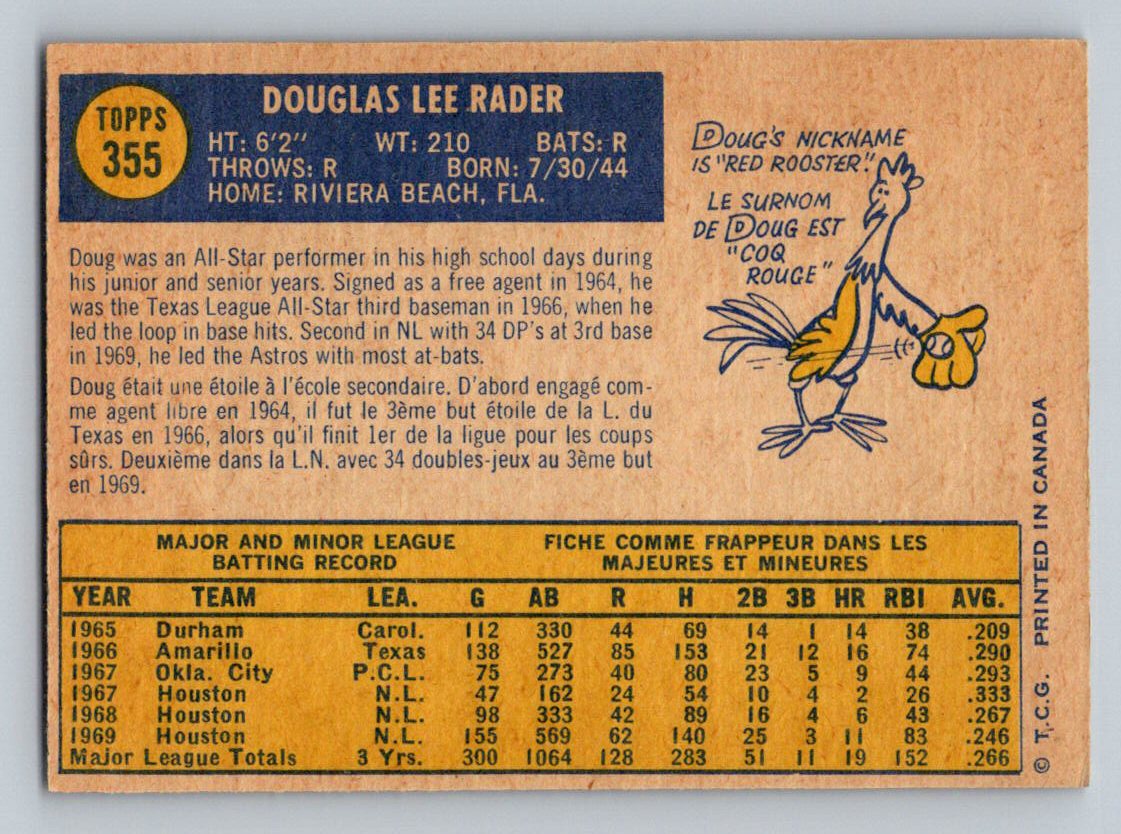 TOPPS
355
DOUGLAS LEE RADER
HT: 6'2" WT: 210 BATS: R
THROWS: R BORN: 7/30/44
HOME: RIVIERA BEACH, FLA.
DOUG'S NICKNAME
IS "RED ROOSTER".
LE SURNOM
DE DOUG EST
"COQ
ROUGE"
Doug was an All-Star performer in his high school days during
his junior and senior years. Signed as a free agent in 1964, he
was the Texas League All-Star third baseman in 1966, when he
led the loop in base hits. Second in NL with 34 DP's at 3rd base
in 1969, he led the Astros with most at-bats.
Doug était une étoile à l'école secondaire. D'abord engagé com-
me agent libre en 1964, il fut le 3ème but étoile de la L. du
Texas en 1966, alors qu'il finit 1er de la ligue pour les coups
sûrs. Deuxième dans la L.N. avec 34 doubles-jeux au 3ème but
en 1969.
MAJOR AND MINOR LEAGUE
BATTING RECORD
FICHE COMME FRAPPEUR DANS LES
MAJEURES ET MINEURES
YEAR TEAM LEA. G AB R H 2B 3B HR RBI AVG.
1965 Durham Carol. 112 330 44 69 14 1 14 38 .209
1966 Amarillo Texas 138 527 85 153 21 12 16 74 .290
1967 Okla. City P.C.L. 75 273 40 80 23 5 9 44 .293
1967 Houston N.L. 47 162 24 54 10 4 2 26 .333
1968 Houston N.L. 98 333 42 89 16 4 6 43 .267
1969 Houston N.L. 155 569 62 140 25 3 11 83 .246
Major League Totals 3 Yrs. 300 1064 128 283 51 11 19 152 .266
© T.C.G. PRINTED IN CANADA